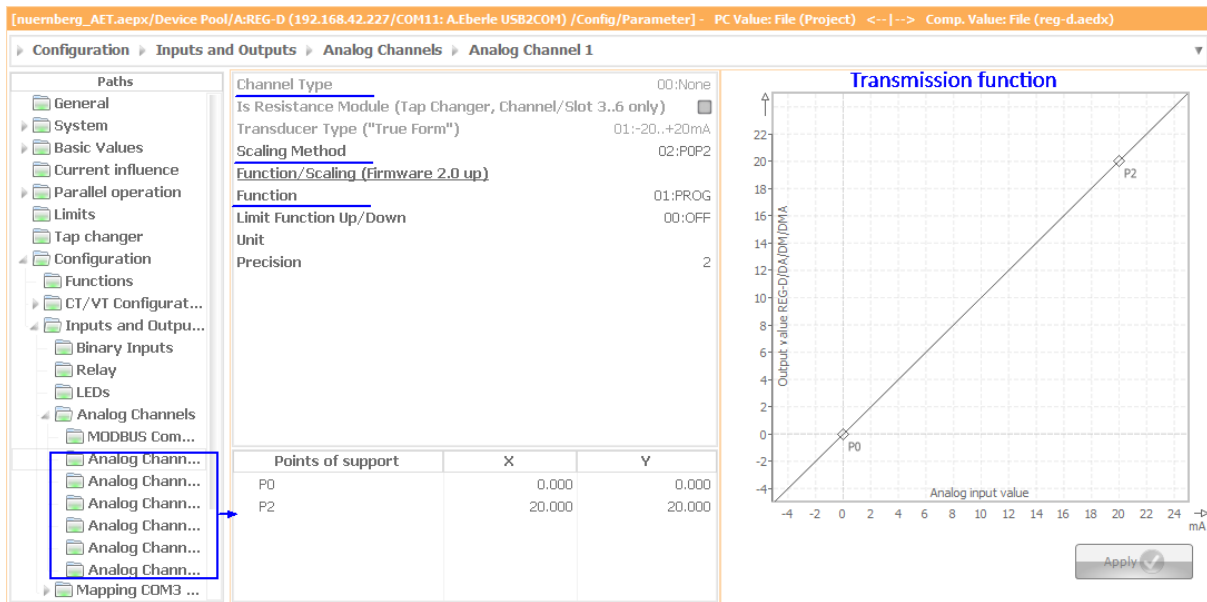 [nuernberg_AET.aepx/Device Pool/A:REG-D (192.168.42.227/COM11: A.Eberle USB2COM) /Config/Parameter] - PC Value: File (Project) <--|--> Comp. Value: File (reg-d.aedx)
Configuration Inputs and Outputs Analog Channels Analog Channel 1
Paths
General
System
Basic Values
Current influence
Parallel operation
Limits
Tap changer
Configuration
Functions
CT/VT Configurat...
Inputs and Outpu...
Binary Inputs
Relay
LEDs
Analog Channels
MODBUS Com...
Analog Chann...
Analog Chann...
Analog Chann...
Analog Chann...
Analog Chann...
Analog Chann...
Mapping COM3 ...
Channel Type 00:None
Is Resistance Module (Tap Changer, Channel/Slot 3..6 only)
Transducer Type ("True Form") 01:-20..+20mA
Scaling Method 02:P0P2
Function/Scaling (Firmware 2.0 up)
Function 01:PROG
Limit Function Up/Down 00:OFF
Unit
Precision 2
Points of support X Y
P0 0.000 0.000
P2 20.000 20.000
Transmission function
22
20
18
16
14
12
10
8
6
4
2
0
-2
-4
Output value REG-D/DA/DM/DMA
P2
P0
Analog input value
-4 -2 0 2 4 6 8 10 12 14 16 18 20 22 24
mA
Apply